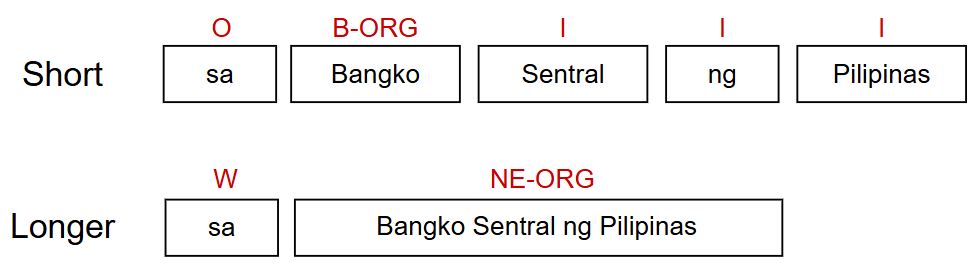 O B-ORG I I I
Short sa Bangko Sentral ng Pilipinas
W NE-ORG
Longer sa Bangko Sentral ng Pilipinas